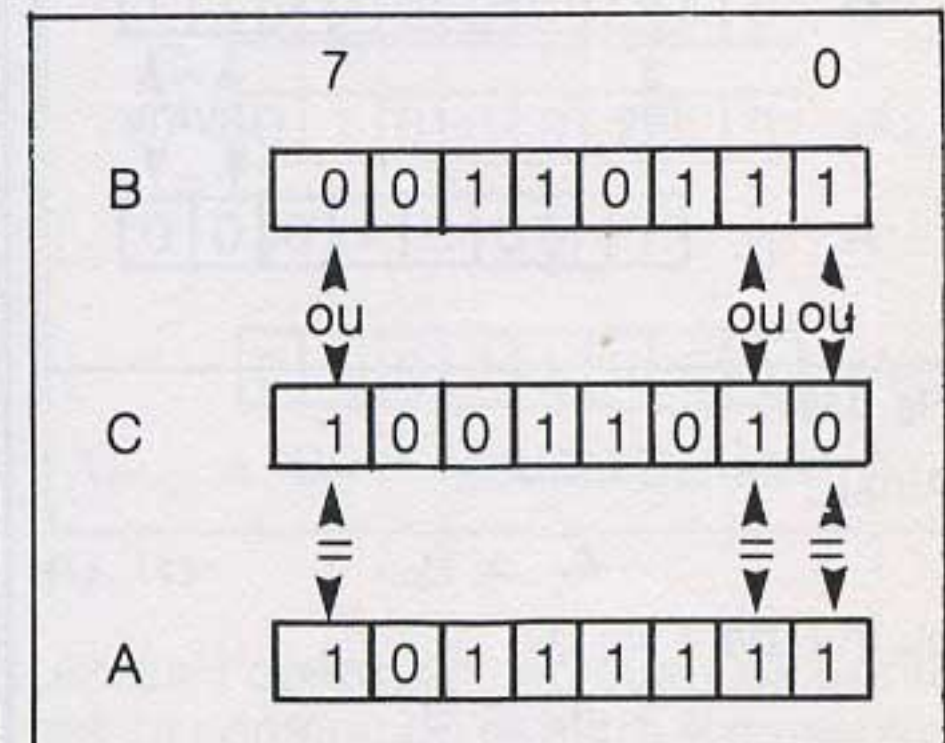 7 0
B 0 0 1 1 0 1 1 1
ou ou ou
C 1 0 0 1 1 0 1 0
= = =
A 1 0 1 1 1 1 1 1